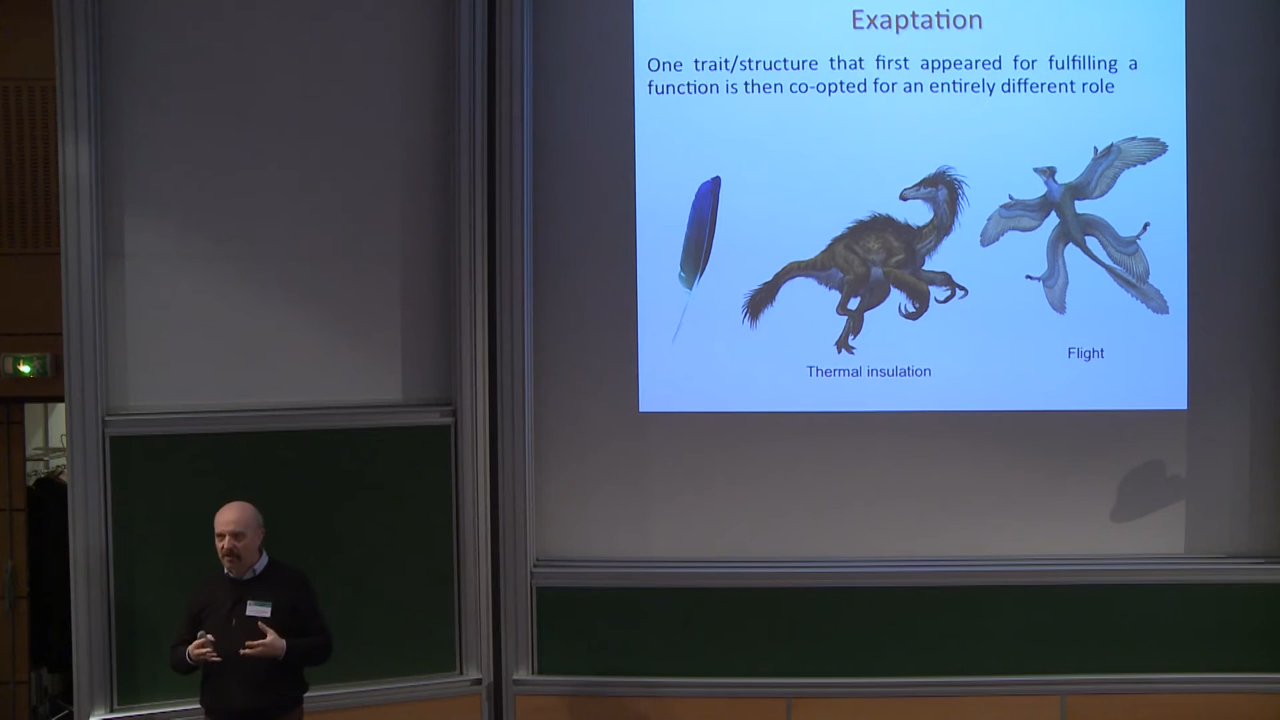 Exaptation
One trait/structure that first appeared for fulfilling a
function is then co-opted for an entirely different role
Flight
Thermal insulation